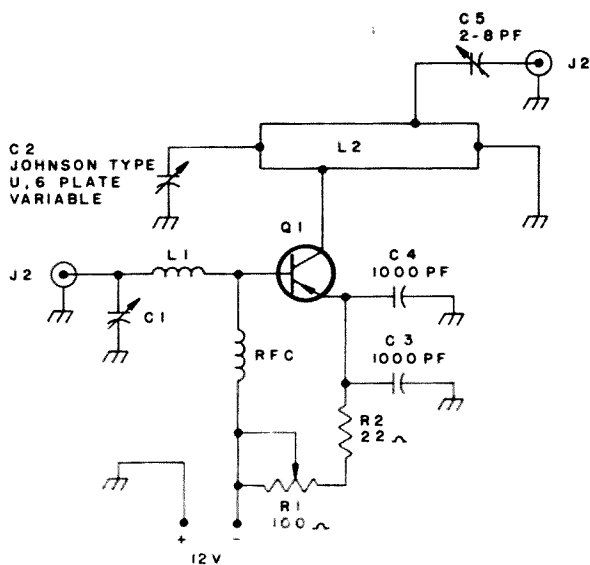 C5
2-8 PF
J2
C2
JOHNSON TYPE
U, 6 PLATE
VARIABLE
L2
Q1
C4
1000 PF
L1
J2
C1
C3
1000 PF
RFC
R2
22 Ω
R1
100 Ω
+ -
12V